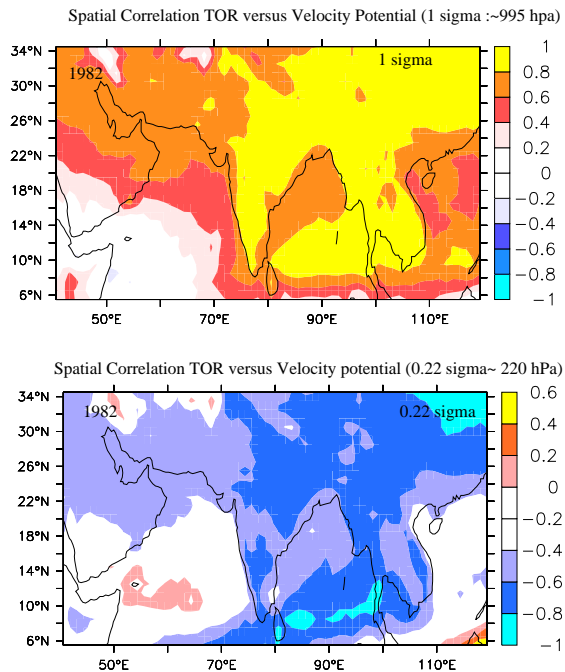 Spatial Correlation TOR versus Velocity Potential (1 sigma :~995 hpa)
34°N
30°N
26°N
22°N
18°N
14°N
10°N
6°N
1982
1 sigma
50°E
70°E
90°E
110°E
1
0.8
0.6
0.4
0.2
0
−0.2
−0.4
−0.6
−0.8
−1
Spatial Correlation TOR versus Velocity potential (0.22 sigma~ 220 hPa)
34°N
30°N
26°N
22°N
18°N
14°N
10°N
6°N
1982
0.22 sigma
50°E
70°E
90°E
110°E
0.6
0.4
0.2
0
−0.2
−0.4
−0.6
−0.8
−1